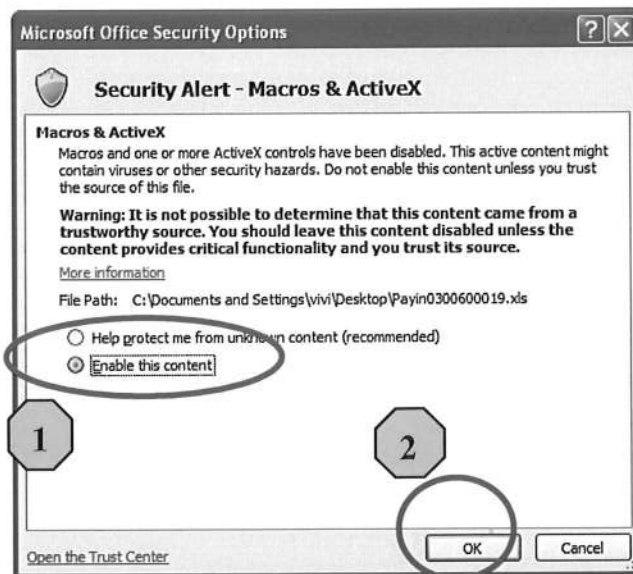 Microsoft Office Security Options
Security Alert - Macros & ActiveX
Macros & ActiveX
Macros and one or more ActiveX controls have been disabled. This active content might
contain viruses or other security hazards. Do not enable this content unless you trust
the source of this file.
Warning: It is not possible to determine that this content came from a
trustworthy source. You should leave this content disabled unless the
content provides critical functionality and you trust its source.
More information
File Path: C:\Documents and Settings\vivi\Desktop\Payin0300600019.xls
Help protect me from unknown content (recommended)
Enable this content
1
2
Open the Trust Center
OK
Cancel